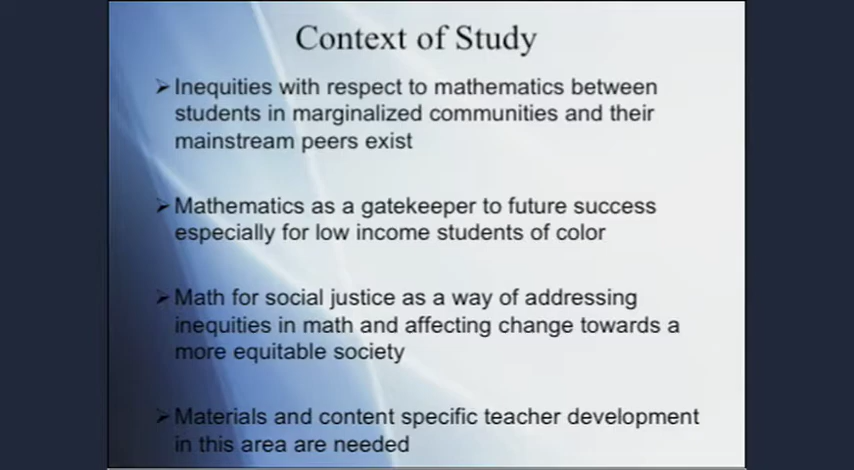 Context of Study
➢ Inequities with respect to mathematics between
students in marginalized communities and their
mainstream peers exist
➢ Mathematics as a gatekeeper to future success
especially for low income students of color
➢ Math for social justice as a way of addressing
inequities in math and affecting change towards a
more equitable society
➢ Materials and content specific teacher development
in this area are needed